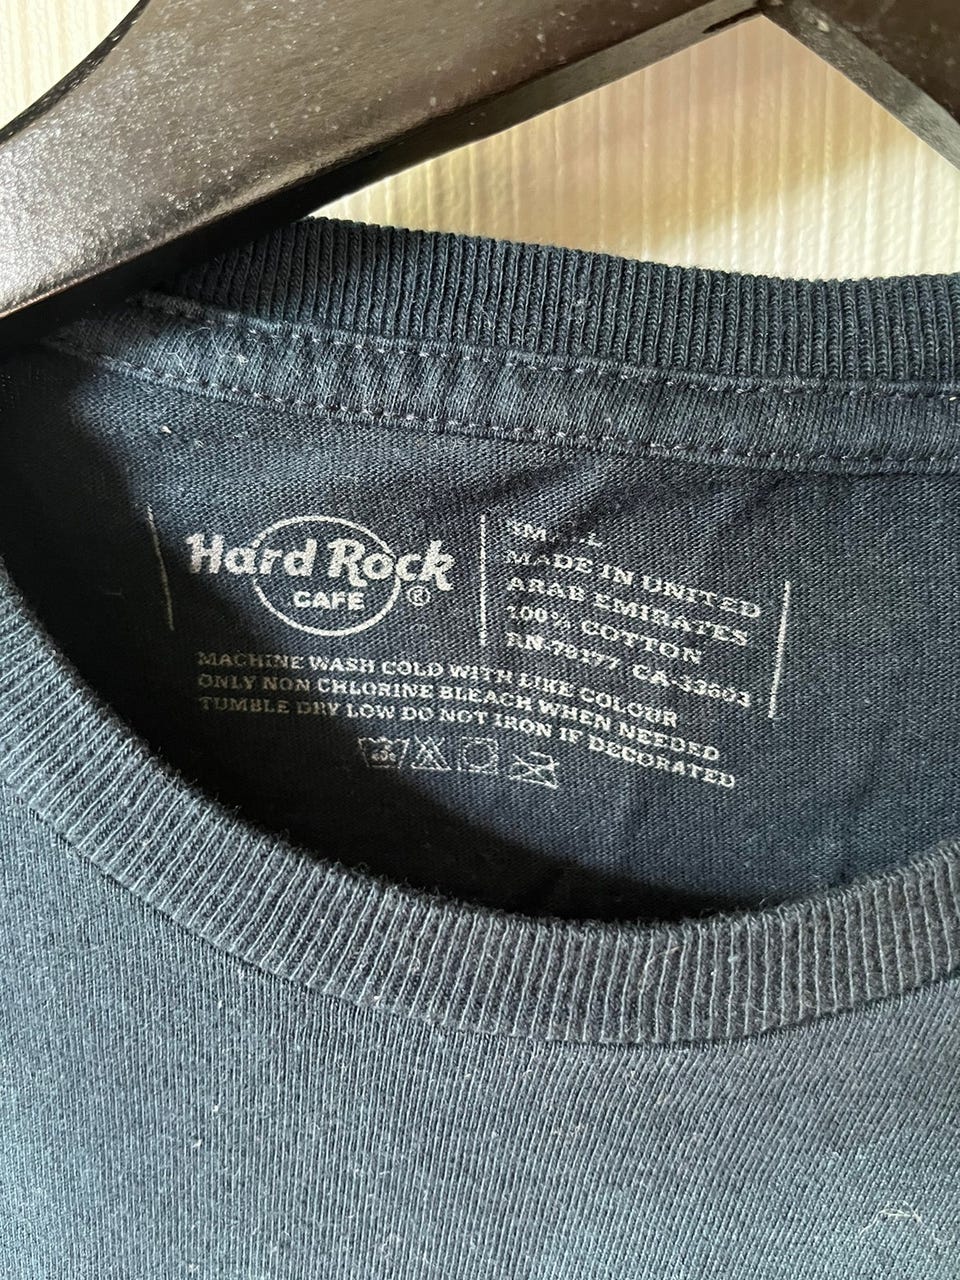 Hard Rock
CAFE ®
SMALL
MADE IN UNITED
ARAB EMIRATES
100% COTTON
RN-79177 CA-33603
MACHINE WASH COLD WITH LIKE COLOUR
ONLY NON CHLORINE BLEACH WHEN NEEDED
TUMBLE DRY LOW DO NOT IRON IF DECORATED